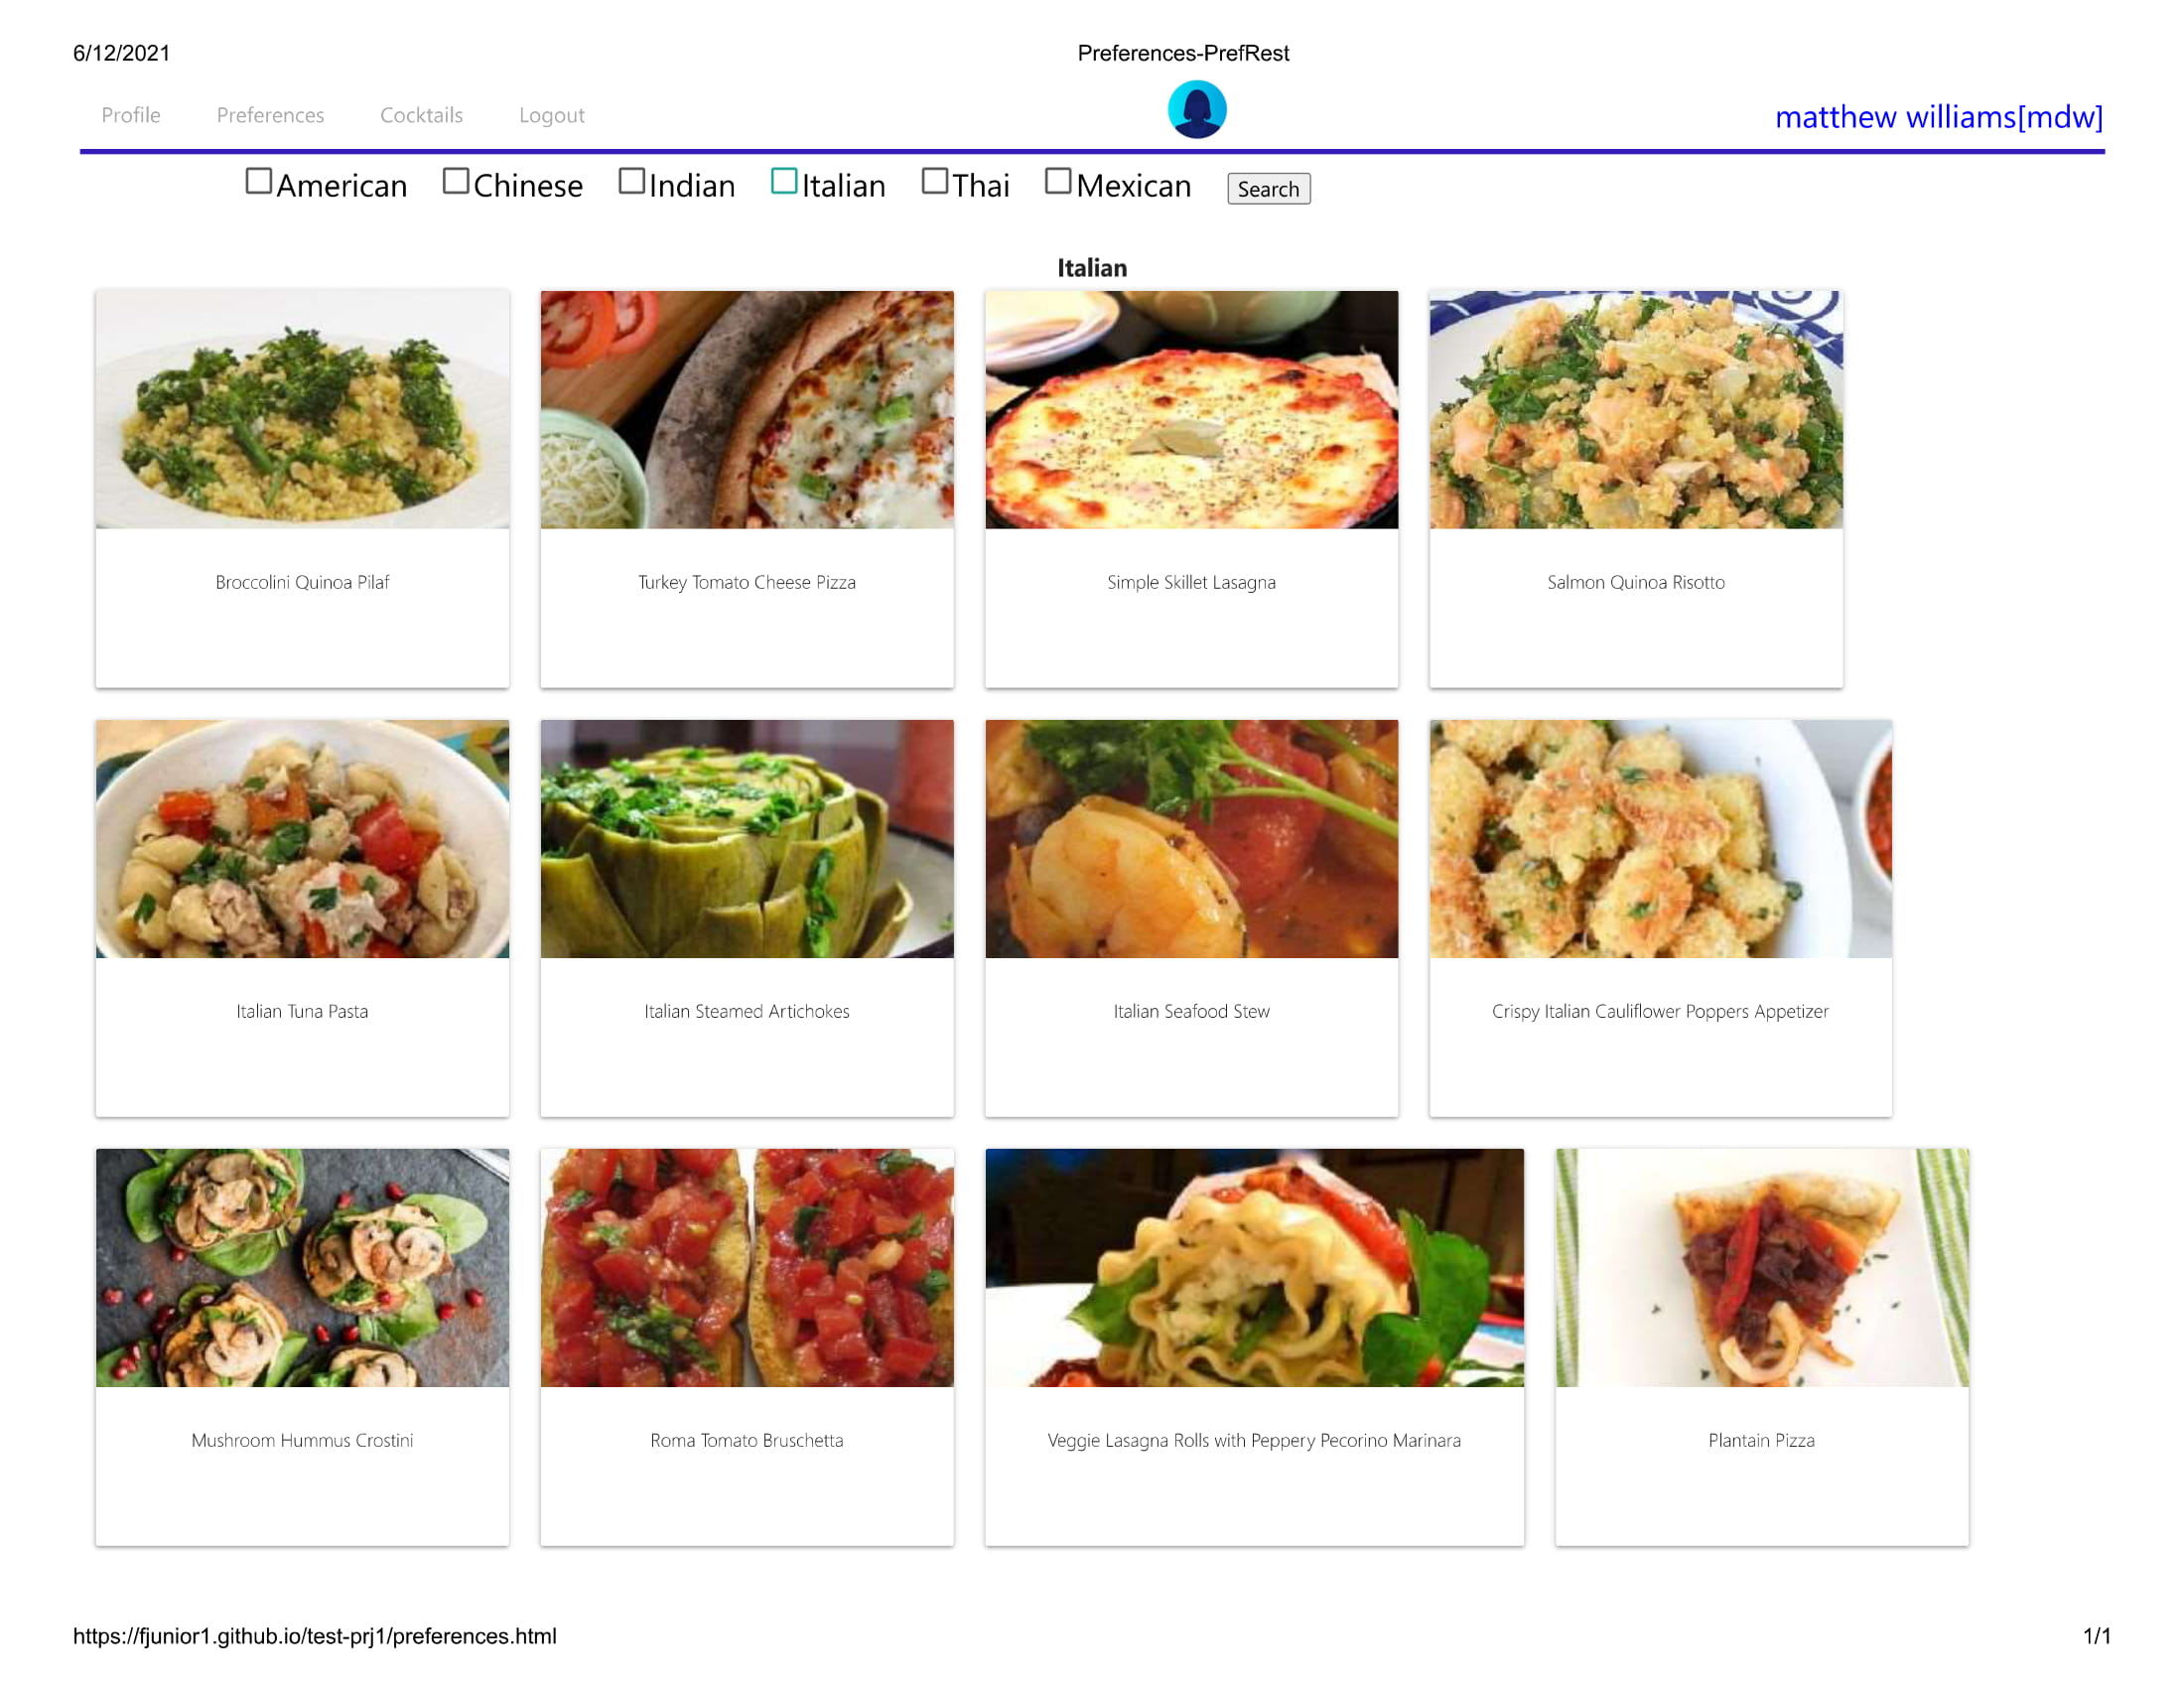 6/12/2021 Preferences-PrefRest
Profile Preferences Cocktails Logout matthew williams[mdw]
American Chinese Indian Italian Thai Mexican Search
Italian
Broccolini Quinoa Pilaf Turkey Tomato Cheese Pizza Simple Skillet Lasagna Salmon Quinoa Risotto
Italian Tuna Pasta Italian Steamed Artichokes Italian Seafood Stew Crispy Italian Cauliflower Poppers Appetizer
Mushroom Hummus Crostini Roma Tomato Bruschetta Veggie Lasagna Rolls with Peppery Pecorino Marinara Plantain Pizza
https://fjunior1.github.io/test-prj1/preferences.html 1/1